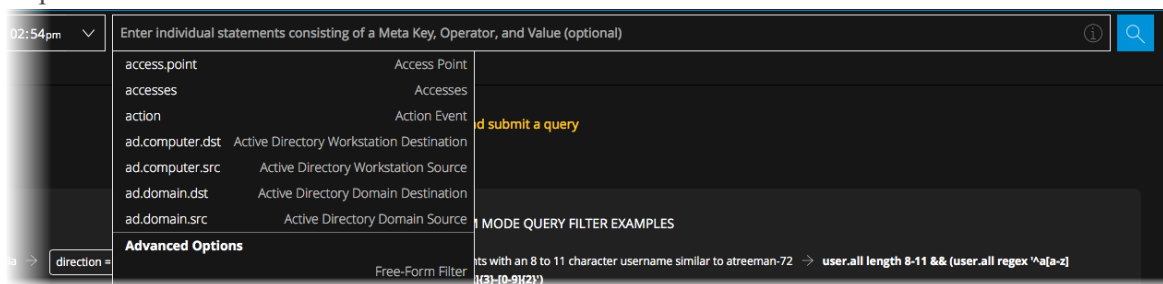 02:54pm
Enter individual statements consisting of a Meta Key, Operator, and Value (optional)
access.point Access Point
accesses Accesses
action Action Event
ad.computer.dst Active Directory Workstation Destination
ad.computer.src Active Directory Workstation Source
ad.domain.dst Active Directory Domain Destination
ad.domain.src Active Directory Domain Source
Advanced Options
Free-Form Filter
submit a query
MODE QUERY FILTER EXAMPLES
direction =
with an 8 to 11 character username similar to atreeman-72 → user.all length 8-11 && (user.all regex '^a[a-z]
{3}-[0-9]{2}')